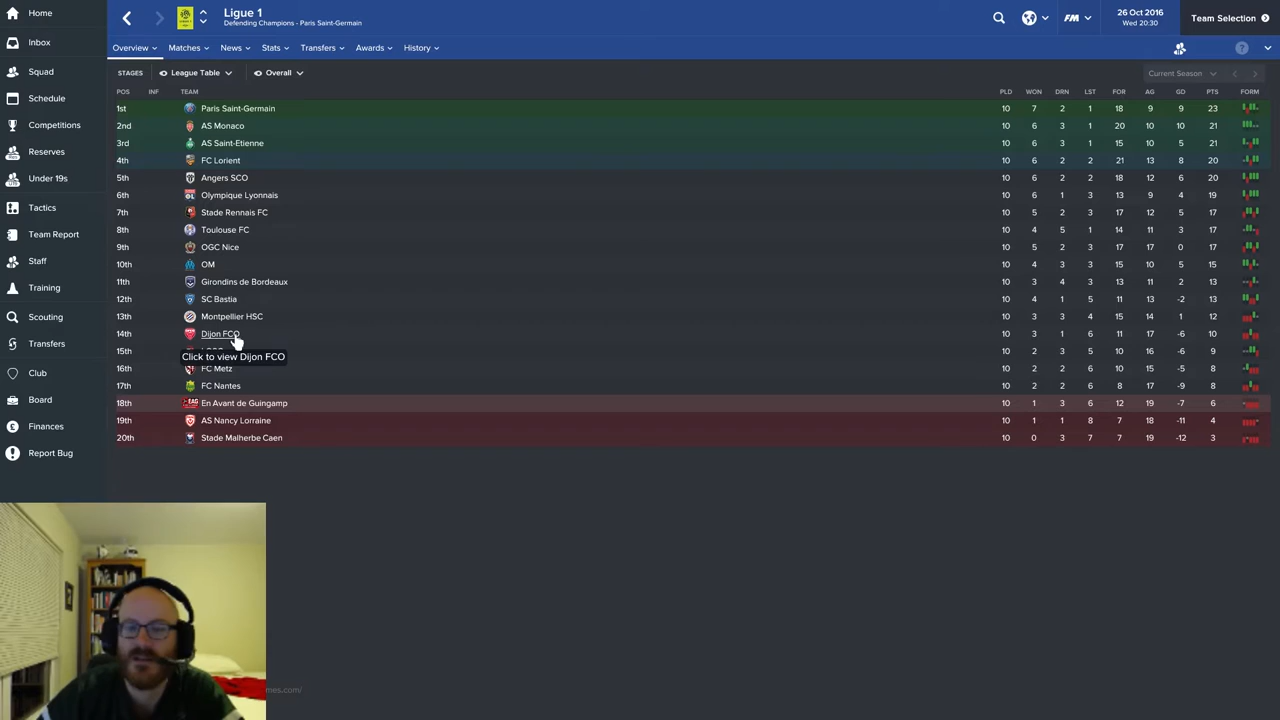 Home
Inbox
Squad
Schedule
Competitions
Reserves
Under 19s
Tactics
Team Report
Staff
Training
Scouting
Transfers
Club
Board
Finances
Report Bug
Ligue 1
Defending Champions - Paris Saint-Germain
FM
26 Oct 2016
Wed 20:30
Team Selection
Overview Matches News Stats Transfers Awards History
STAGES League Table Overall Current Season
POS INF TEAM PLD WON DRN LST FOR AG GD PTS FORM
1st Paris Saint-Germain 10 7 2 1 18 9 9 23
2nd AS Monaco 10 6 3 1 20 10 10 21
3rd AS Saint-Etienne 10 6 3 1 15 10 5 21
4th FC Lorient 10 6 2 2 21 13 8 20
5th Angers SCO 10 6 2 2 18 12 6 20
6th Olympique Lyonnais 10 6 1 3 13 9 4 19
7th Stade Rennais FC 10 5 2 3 17 12 5 17
8th Toulouse FC 10 4 5 1 14 11 3 17
9th OGC Nice 10 5 2 3 17 17 0 17
10th OM 10 4 3 3 15 10 5 15
11th Girondins de Bordeaux 10 3 4 3 13 11 2 13
12th SC Bastia 10 4 1 5 11 13 -2 13
13th Montpellier HSC 10 3 3 4 15 14 1 12
14th Dijon FCO 10 3 1 6 11 17 -6 10
15th 10 2 3 5 10 16 -6 9
Click to view Dijon FCO
16th FC Metz 10 2 2 6 10 15 -5 8
17th FC Nantes 10 2 2 6 8 17 -9 8
18th En Avant de Guingamp 10 1 3 6 12 19 -7 6
19th AS Nancy Lorraine 10 1 1 8 7 18 -11 4
20th Stade Malherbe Caen 10 0 3 7 7 19 -12 3
mes.com/